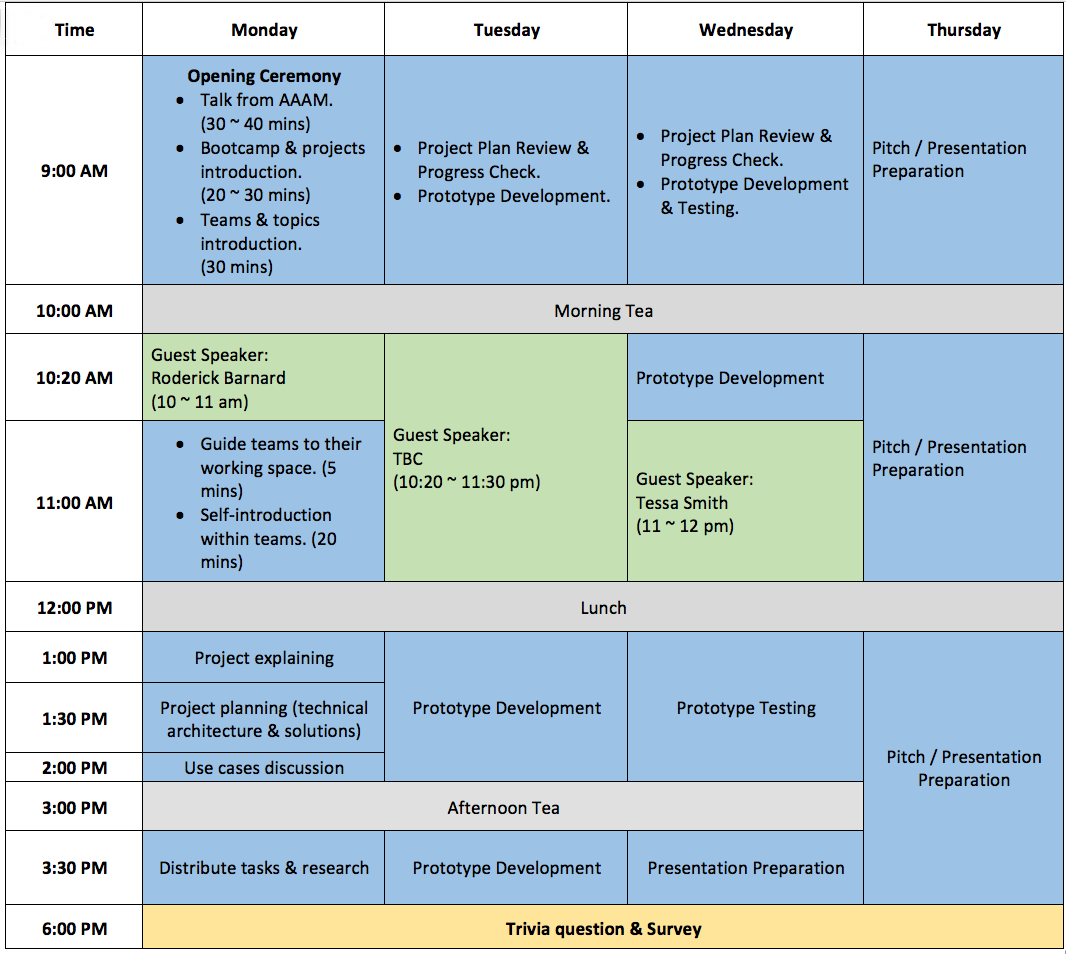 Time
Monday
Tuesday
Wednesday
Thursday
9:00 AM
Opening Ceremony
• Talk from AAAM.
(30 ~ 40 mins)
• Bootcamp & projects
introduction.
(20 ~ 30 mins)
• Teams & topics
introduction.
(30 mins)
• Project Plan Review &
Progress Check.
• Prototype Development.
• Project Plan Review &
Progress Check.
• Prototype Development
& Testing.
Pitch / Presentation
Preparation
10:00 AM
Morning Tea
10:20 AM
Guest Speaker:
Roderick Barnard
(10 ~ 11 am)
Guest Speaker:
TBC
(10:20 ~ 11:30 pm)
Prototype Development
Pitch / Presentation
Preparation
11:00 AM
• Guide teams to their
working space. (5
mins)
• Self-introduction
within teams. (20
mins)
Guest Speaker:
Tessa Smith
(11 ~ 12 pm)
12:00 PM
Lunch
1:00 PM
Project explaining
Prototype Development
Prototype Testing
Pitch / Presentation
Preparation
1:30 PM
Project planning (technical
architecture & solutions)
2:00 PM
Use cases discussion
3:00 PM
Afternoon Tea
3:30 PM
Distribute tasks & research
Prototype Development
Presentation Preparation
6:00 PM
Trivia question & Survey